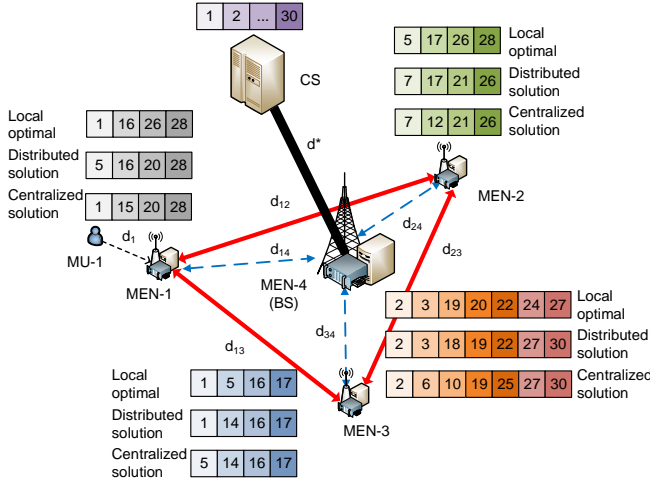 1 2 ... 30
CS
d*
5 17 26 28 Local optimal
7 17 21 26 Distributed solution
7 12 21 26 Centralized solution
Local optimal 1 16 26 28
Distributed solution 5 16 20 28
Centralized solution 1 15 20 28
MU-1
d1
MEN-1
d12
d14
MEN-4
(BS)
d24
MEN-2
d23
d34
d13
2 3 19 20 22 24 27 Local optimal
2 3 18 19 22 27 30 Distributed solution
2 6 10 19 25 27 30 Centralized solution
Local optimal 1 5 16 17
Distributed solution 1 14 16 17
Centralized solution 5 14 16 17
MEN-3